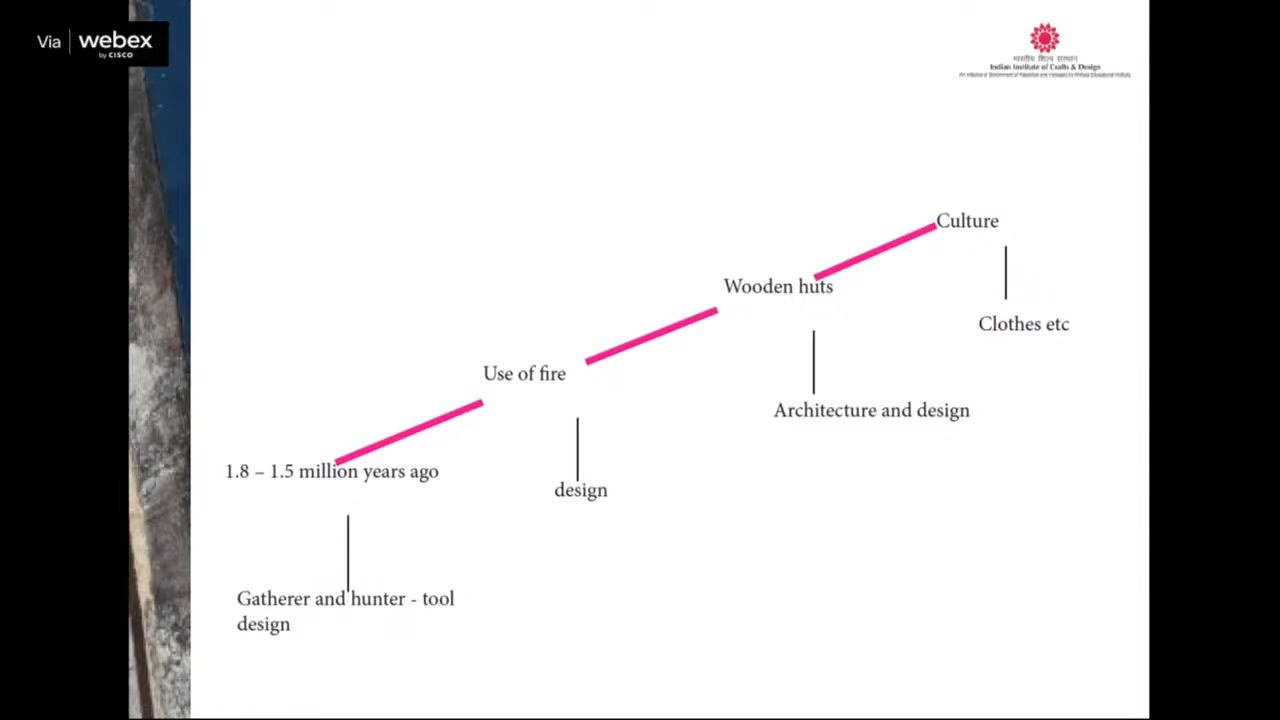 Via webex
by CISCO
भारतीय शिल्प संस्थान
Indian Institute of Crafts & Design
Culture
Wooden huts
Clothes etc
Use of fire
Architecture and design
1.8 – 1.5 million years ago
design
Gatherer and hunter - tool
design